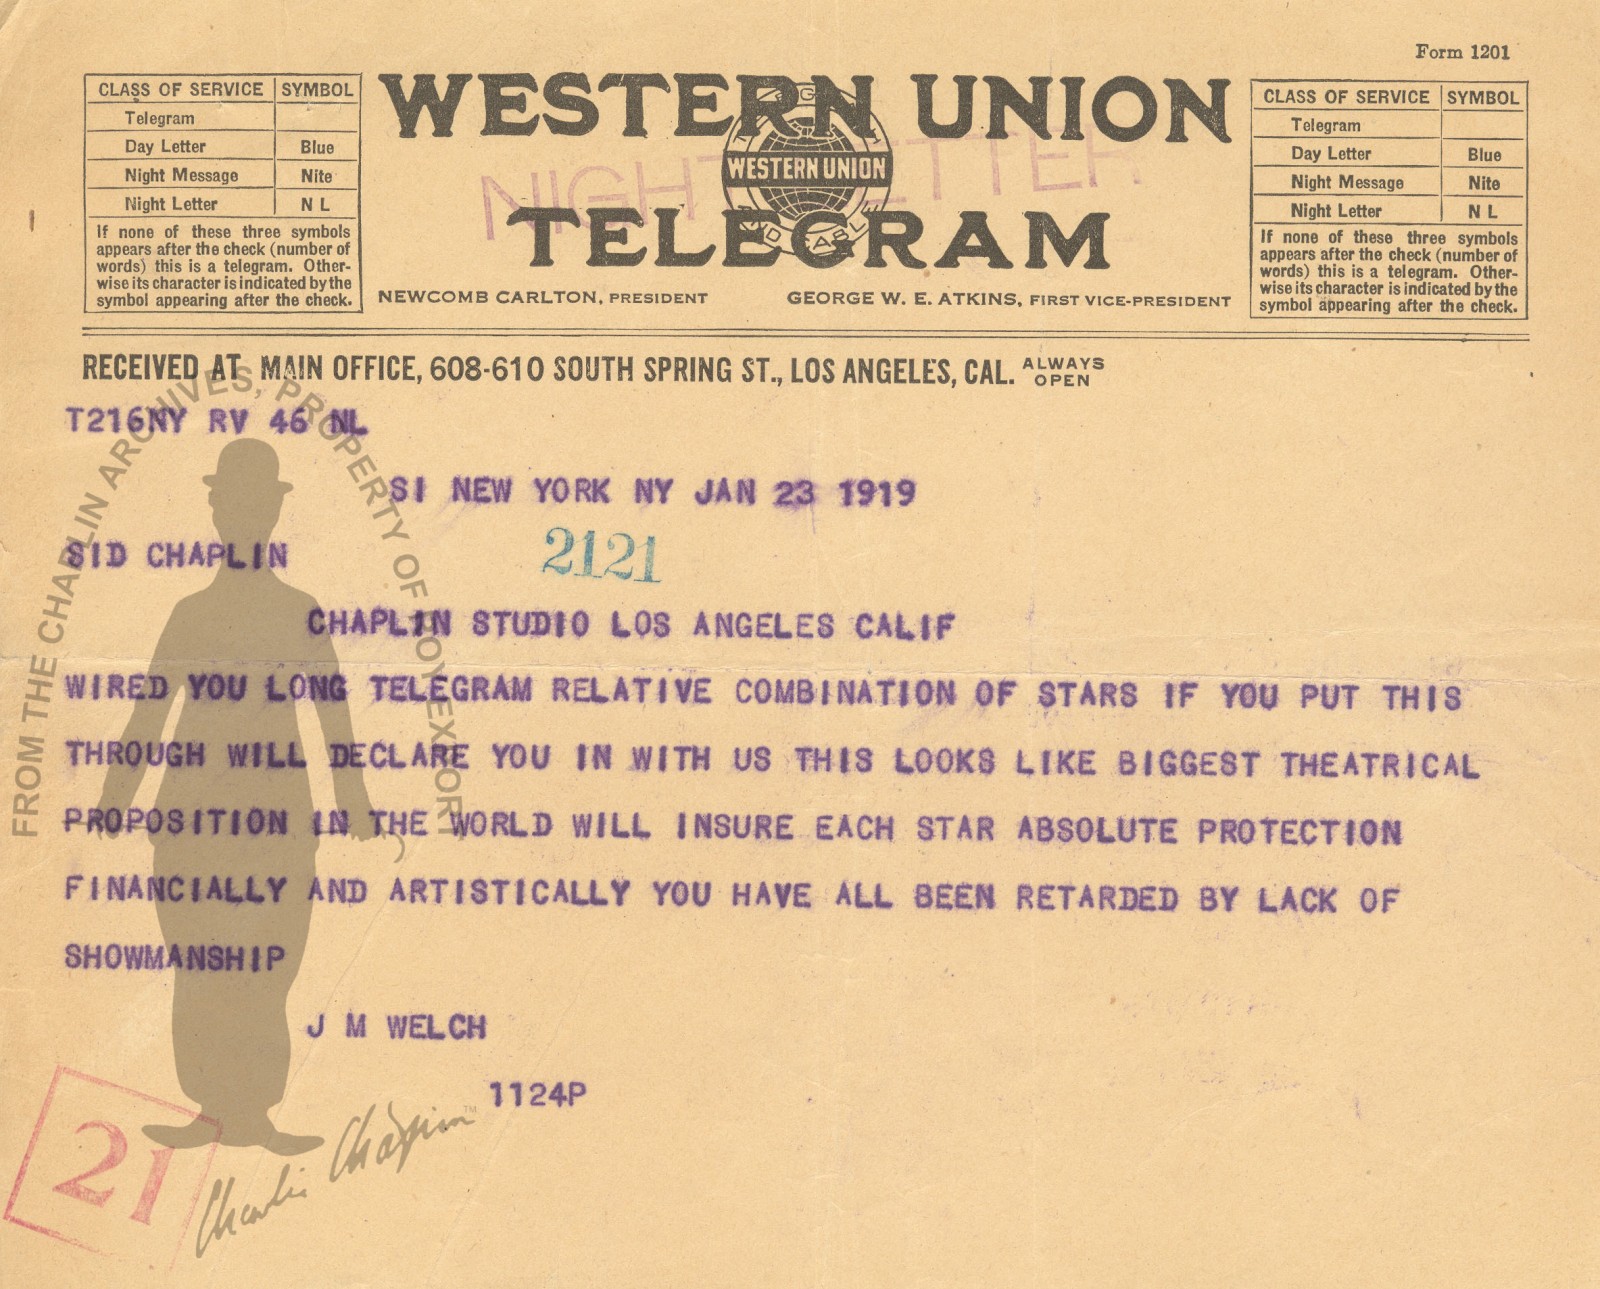 Form 1201
CLASS OF SERVICE SYMBOL
Telegram
Day Letter Blue
Night Message Nite
Night Letter N L
If none of these three symbols
appears after the check (number of
words) this is a telegram. Other-
wise its character is indicated by the
symbol appearing after the check.
WESTERN UNION
WESTERN UNION
NIGHT LETTER
TELEGRAM
NEWCOMB CARLTON, PRESIDENT GEORGE W. E. ATKINS, FIRST VICE-PRESIDENT
CLASS OF SERVICE SYMBOL
Telegram
Day Letter Blue
Night Message Nite
Night Letter N L
If none of these three symbols
appears after the check (number of
words) this is a telegram. Other-
wise its character is indicated by the
symbol appearing after the check.
RECEIVED AT MAIN OFFICE, 608-610 SOUTH SPRING ST., LOS ANGELES, CAL. ALWAYS OPEN
T216NY RV 46 NL
SI NEW YORK NY JAN 23 1919
SID CHAPLIN
2121
CHAPLIN STUDIO LOS ANGELES CALIF
WIRED YOU LONG TELEGRAM RELATIVE COMBINATION OF STARS IF YOU PUT THIS
THROUGH WILL DECLARE YOU IN WITH US THIS LOOKS LIKE BIGGEST THEATRICAL
PROPOSITION IN THE WORLD WILL INSURE EACH STAR ABSOLUTE PROTECTION
FINANCIALLY AND ARTISTICALLY YOU HAVE ALL BEEN RETARDED BY LACK OF
SHOWMANSHIP
J M WELCH
1124P
21
FROM THE CHAPLIN ARCHIVES, PROPERTY OF ROY EXPORT
Charlie Chaplin™